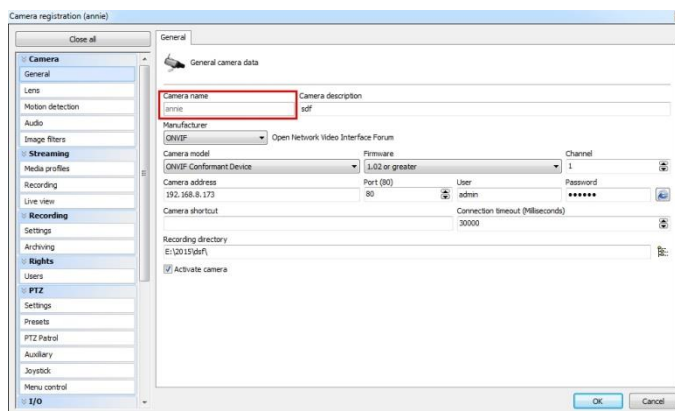 Camera registration (annie)
Close all
Camera
General
Lens
Motion detection
Audio
Image filters
Streaming
Media profiles
Recording
Live view
Recording
Settings
Archiving
Rights
Users
PTZ
Settings
Presets
PTZ Patrol
Auxiliary
Joystick
Menu control
I/O
General
General camera data
Camera name Camera description
annie sdf
Manufacturer
ONVIF Open Network Video Interface Forum
Camera model Firmware Channel
ONVIF Conformant Device 1.02 or greater 1
Camera address Port (80) User Password
192.168.8.173 80 admin ••••••
Camera shortcut Connection timeout (Miliseconds)
30000
Recording directory
E:\2015\dsf\
Activate camera
OK Cancel